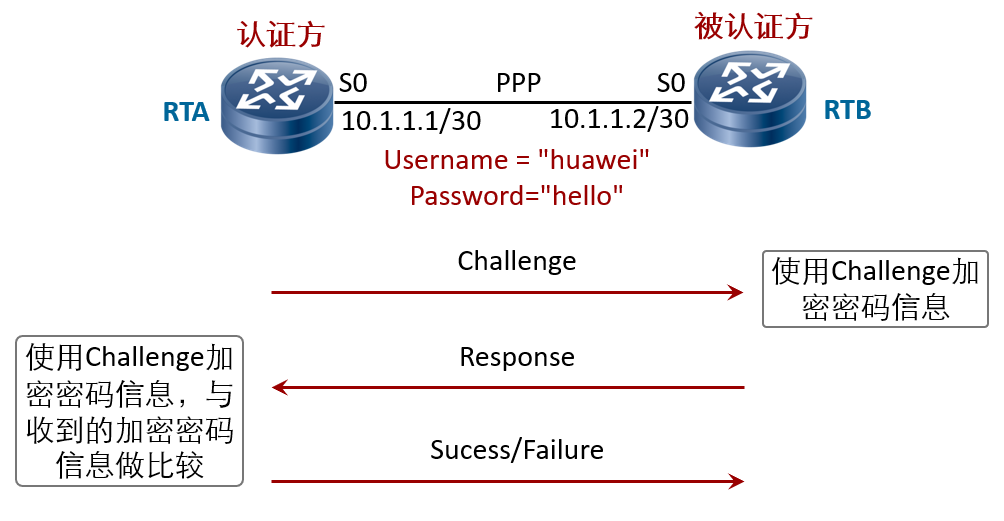 认证方
被认证方
S0 PPP S0
RTA
RTB
10.1.1.1/30 10.1.1.2/30
Username = "huawei"
Password="hello"
Challenge
使用Challenge加
密密码信息
Response
使用Challenge加
密密码信息，与
收到的加密密码
信息做比较
Sucess/Failure